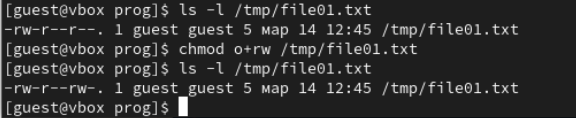 [guest@vbox prog]$ ls -l /tmp/file01.txt
-rw-r--r--. 1 guest guest 5 мар 14 12:45 /tmp/file01.txt
[guest@vbox prog]$ chmod o+rw /tmp/file01.txt
[guest@vbox prog]$ ls -l /tmp/file01.txt
-rw-r--rw-. 1 guest guest 5 мар 14 12:45 /tmp/file01.txt
[guest@vbox prog]$